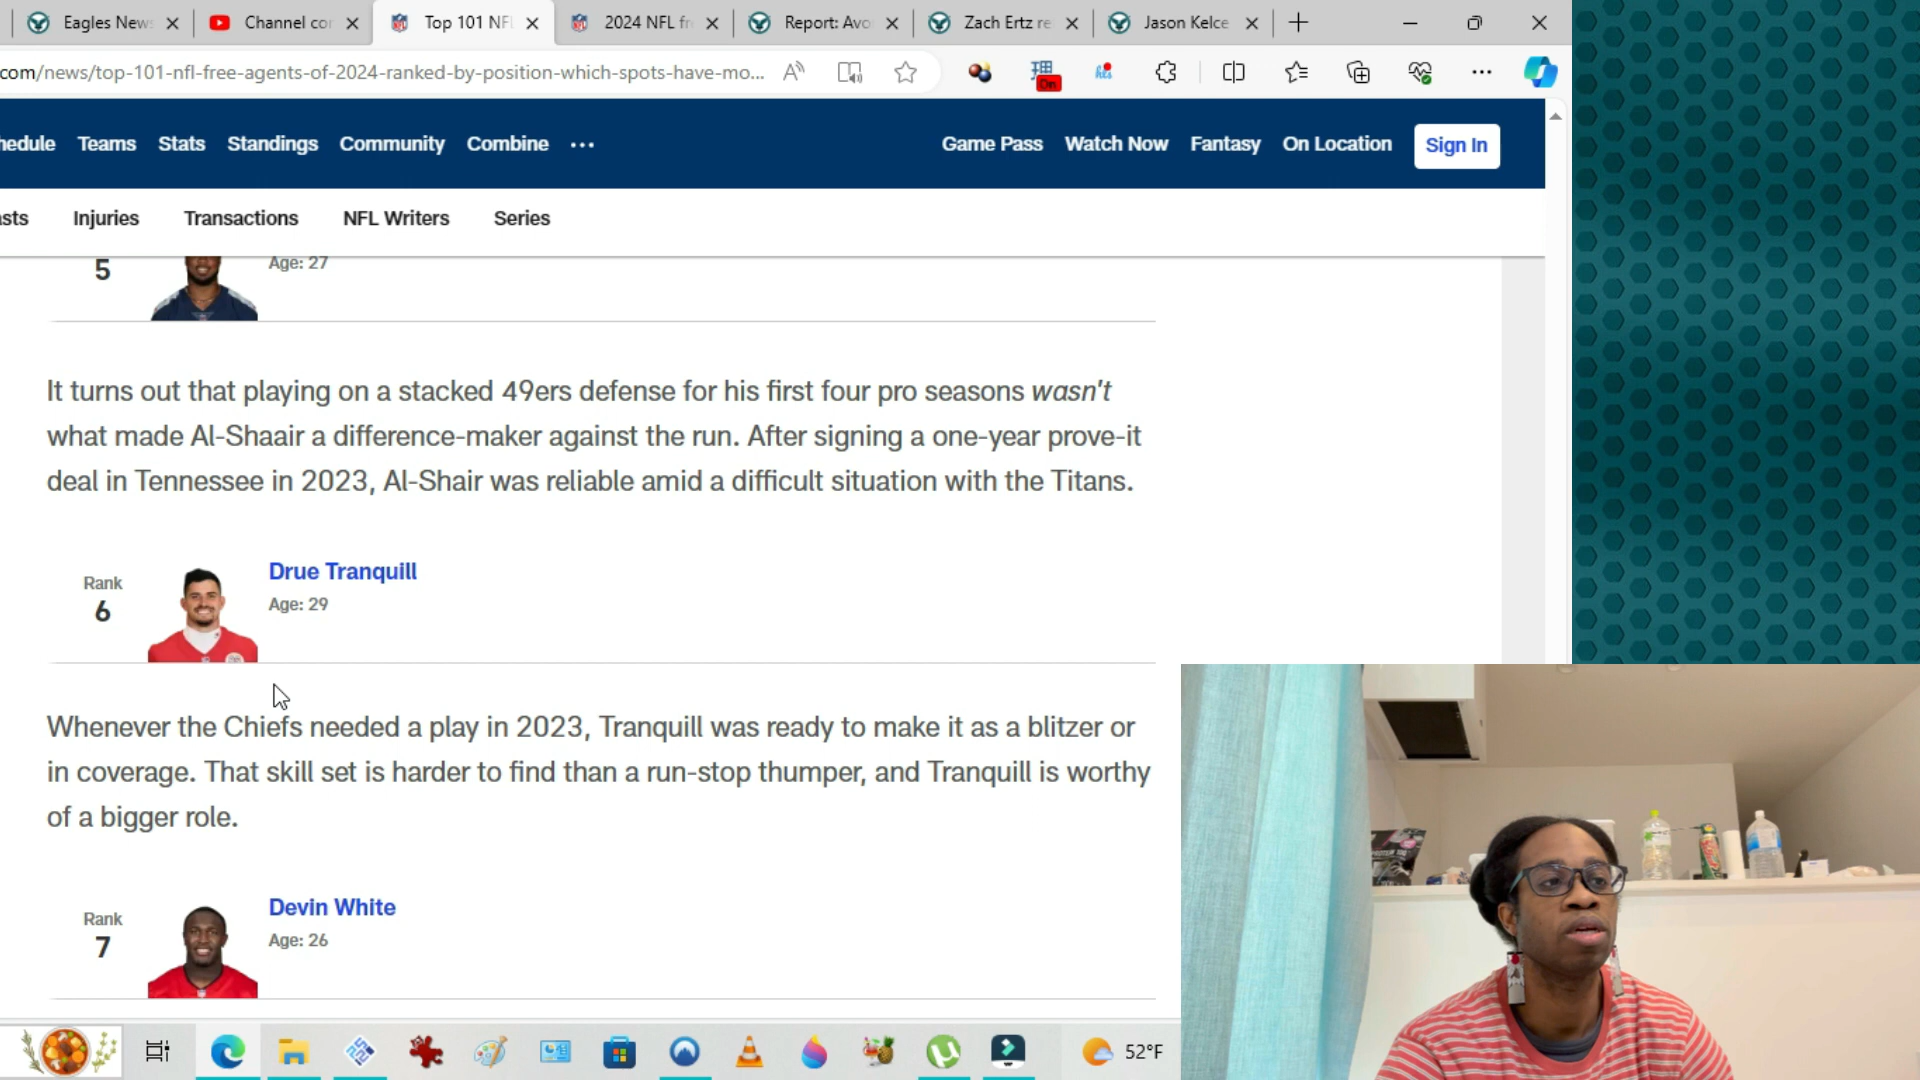 Eagles New
Channel cor
Top 101 NFL
2024 NFL fr
Report: Avo
Zach Ertz re
Jason Kelce
com/news/top-101-nfl-free-agents-of-2024-ranked-by-position-which-spots-have-mo...
On
hedule Teams Stats Standings Community Combine ...
Game Pass Watch Now Fantasy On Location Sign In
asts Injuries Transactions NFL Writers Series
5
Age: 27
It turns out that playing on a stacked 49ers defense for his first four pro seasons wasn't
what made Al-Shaair a difference-maker against the run. After signing a one-year prove-it
deal in Tennessee in 2023, Al-Shair was reliable amid a difficult situation with the Titans.
Rank
6
Drue Tranquill
Age: 29
Whenever the Chiefs needed a play in 2023, Tranquill was ready to make it as a blitzer or
in coverage. That skill set is harder to find than a run-stop thumper, and Tranquill is worthy
of a bigger role.
Rank
7
Devin White
Age: 26
52°F